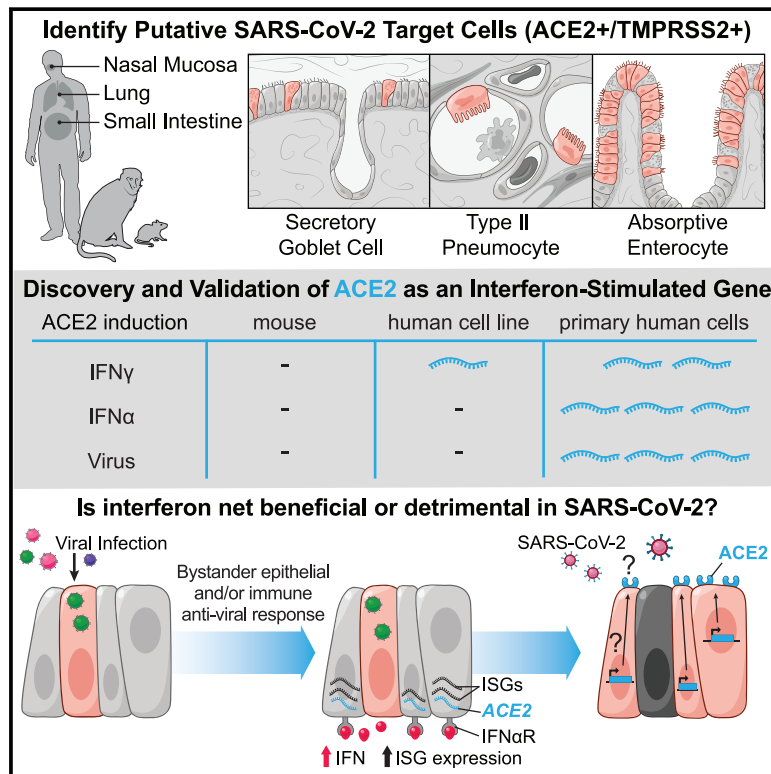 Identify Putative SARS-CoV-2 Target Cells (ACE2+/TMPRSS2+)
Nasal Mucosa
Lung
Small Intestine
Secretory
Goblet Cell
Type II
Pneumocyte
Absorptive
Enterocyte
Discovery and Validation of ACE2 as an Interferon-Stimulated Gene
ACE2 induction mouse human cell line primary human cells
IFNγ -
IFNα - -
Virus - -
Is interferon net beneficial or detrimental in SARS-CoV-2?
Viral Infection
Bystander epithelial
and/or immune
anti-viral response
ISGs
ACE2
IFNαR
IFN ISG expression
SARS-CoV-2
ACE2
?
?